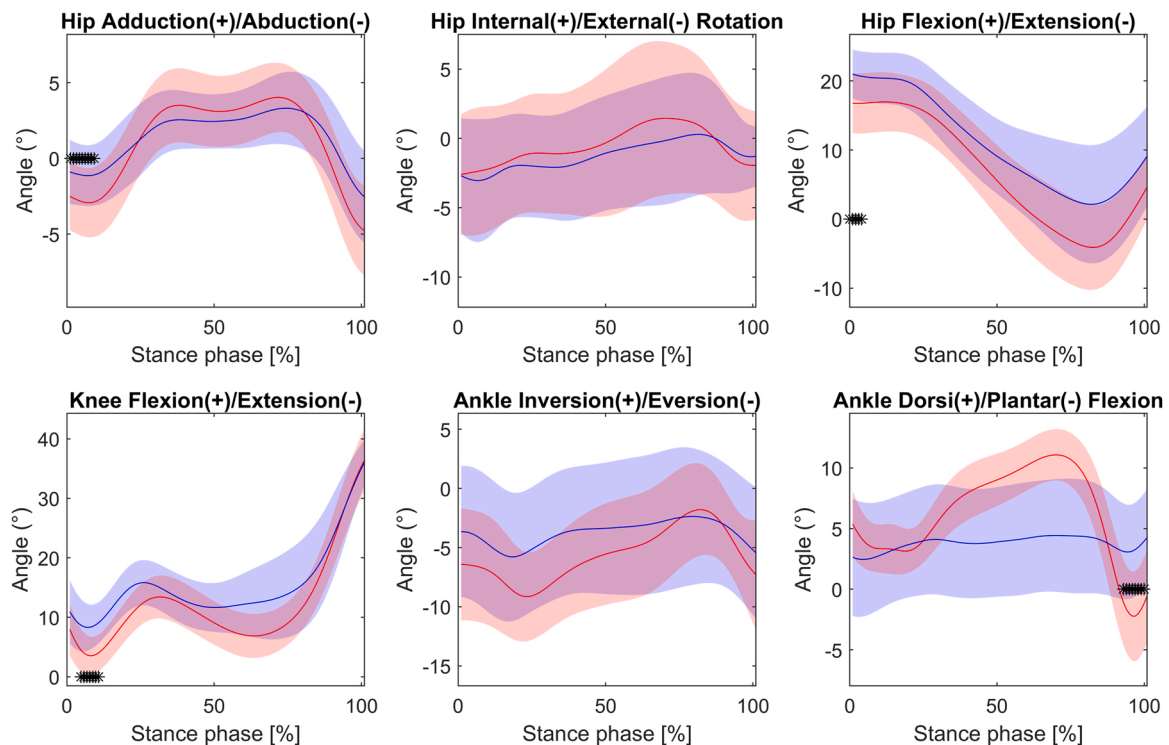 Hip Adduction(+)/Abduction(-)
5
0
-5
Angle (°)
0
50
100
Stance phase [%]
Hip Internal(+)/External(-) Rotation
5
0
-5
-10
Angle (°)
0
50
100
Stance phase [%]
Hip Flexion(+)/Extension(-)
20
10
0
-10
Angle (°)
0
50
100
Stance phase [%]
Knee Flexion(+)/Extension(-)
40
30
20
10
0
Angle (°)
0
50
100
Stance phase [%]
Ankle Inversion(+)/Eversion(-)
5
0
-5
-10
-15
Angle (°)
0
50
100
Stance phase [%]
Ankle Dorsi(+)/Plantar(-) Flexion
10
5
0
-5
Angle (°)
0
50
100
Stance phase [%]